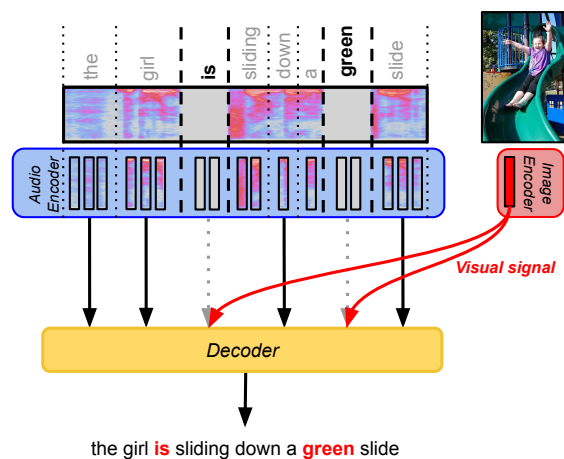 the girl is sliding down a green slide
Audio Encoder
Image Encoder
Visual signal
Decoder
the girl is sliding down a green slide